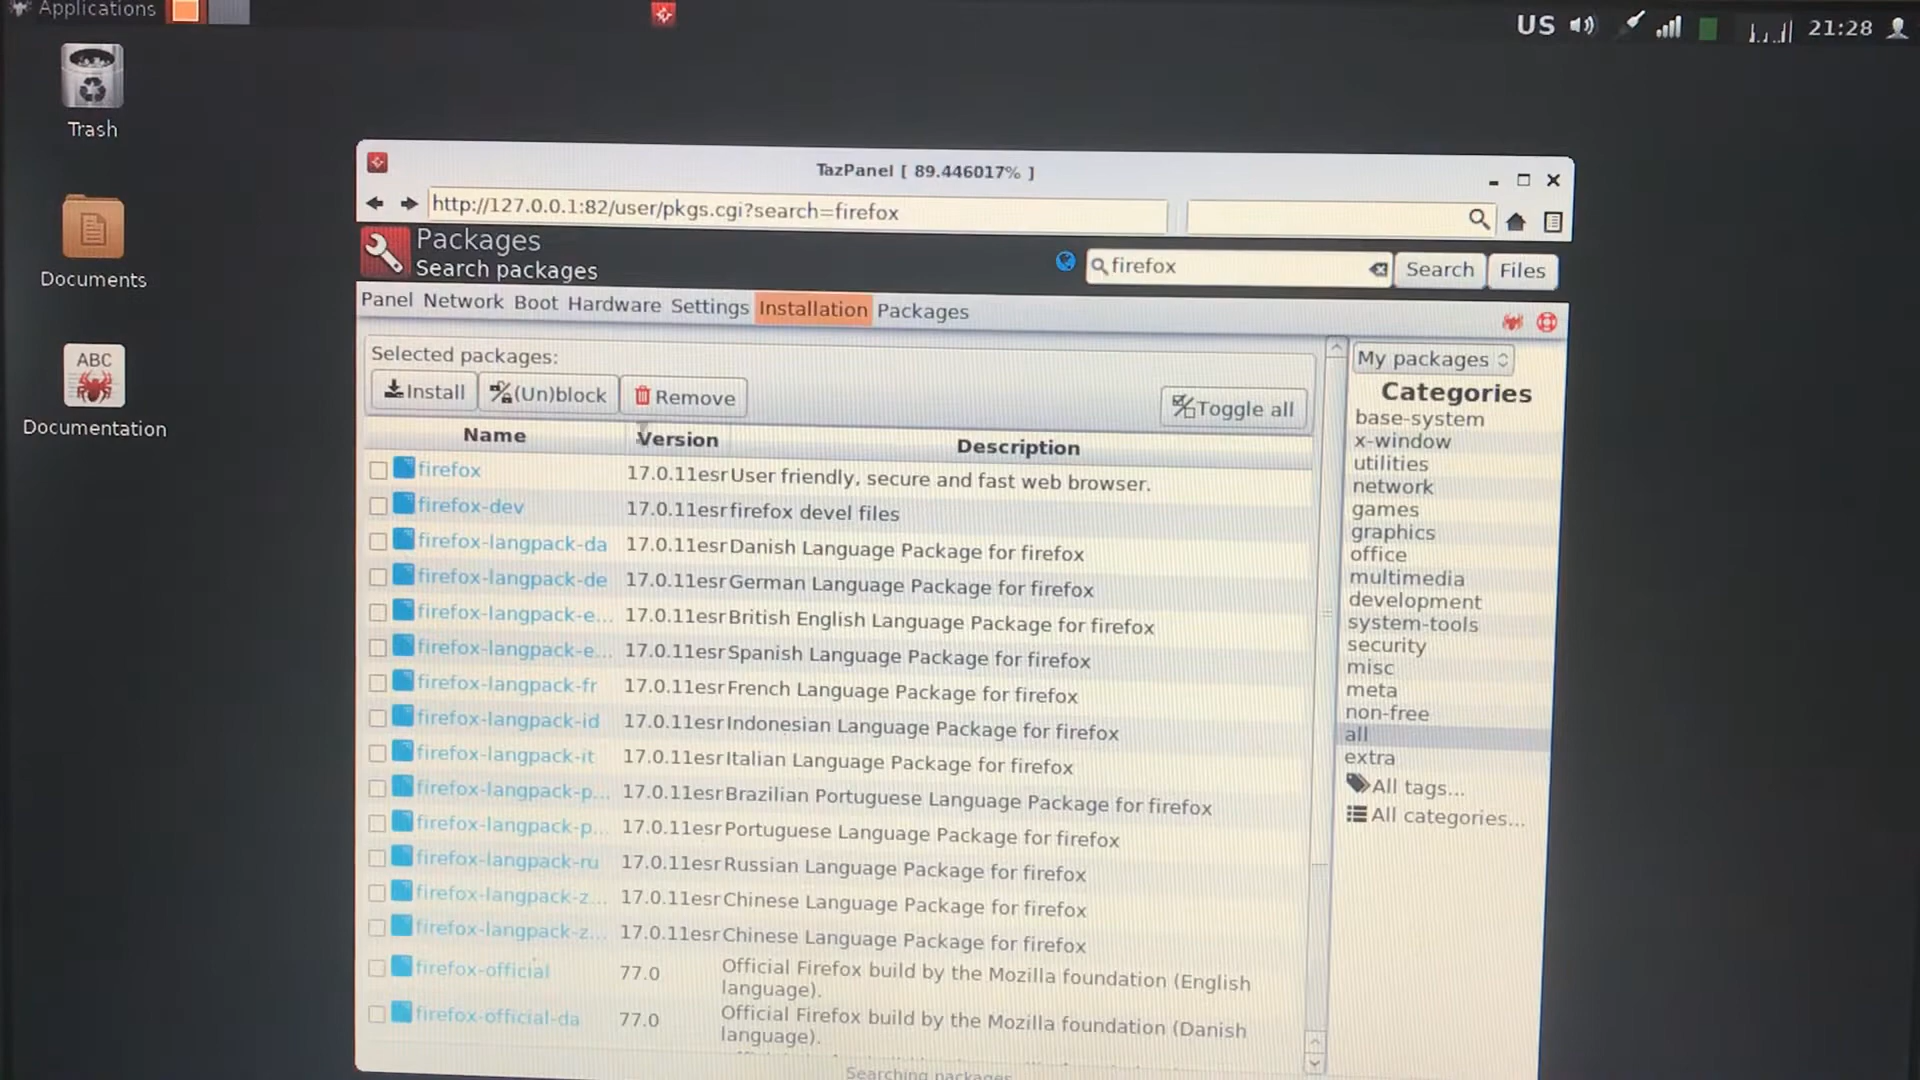 Applications
US
21:28
Trash
Documents
ABC
Documentation
TazPanel [ 89.446017% ]
http://127.0.0.1:82/user/pkgs.cgi?search=firefox
Packages
Search packages
firefox
Search
Files
Panel Network Boot Hardware Settings Installation Packages
Selected packages:
Install
(Un)block
Remove
Toggle all
Name Version Description
firefox 17.0.11esr User friendly, secure and fast web browser.
firefox-dev 17.0.11esr firefox devel files
firefox-langpack-da 17.0.11esr Danish Language Package for firefox
firefox-langpack-de 17.0.11esr German Language Package for firefox
firefox-langpack-e... 17.0.11esr British English Language Package for firefox
firefox-langpack-e... 17.0.11esr Spanish Language Package for firefox
firefox-langpack-fr 17.0.11esr French Language Package for firefox
firefox-langpack-id 17.0.11esr Indonesian Language Package for firefox
firefox-langpack-it 17.0.11esr Italian Language Package for firefox
firefox-langpack-p... 17.0.11esr Brazilian Portuguese Language Package for firefox
firefox-langpack-p... 17.0.11esr Portuguese Language Package for firefox
firefox-langpack-ru 17.0.11esr Russian Language Package for firefox
firefox-langpack-z... 17.0.11esr Chinese Language Package for firefox
firefox-langpack-z... 17.0.11esr Chinese Language Package for firefox
firefox-official 77.0 Official Firefox build by the Mozilla foundation (English
language).
firefox-official-da 77.0 Official Firefox build by the Mozilla foundation (Danish
language).
Searching packages
My packages
Categories
base-system
x-window
utilities
network
games
graphics
office
multimedia
development
system-tools
security
misc
meta
non-free
all
extra
All tags...
All categories...